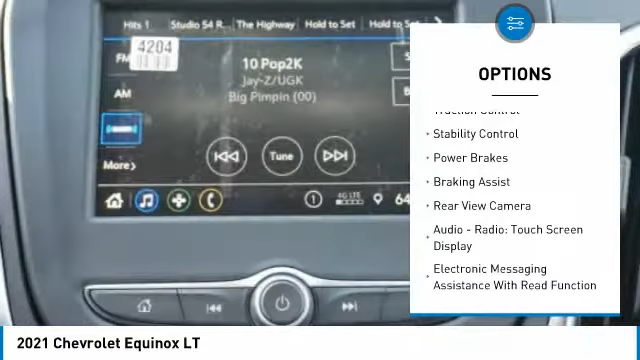 Hits 1 Studio 54 R... The Highway Hold to Set Hold to Set
FM
4204
AM
More>
10 Pop2K
Jay-Z/UGK
Big Pimpin (00)
Tune
1 4G LTE 64
OPTIONS
Traction Control
Stability Control
Power Brakes
Braking Assist
Rear View Camera
Audio - Radio: Touch Screen
Display
Electronic Messaging
Assistance With Read Function
2021 Chevrolet Equinox LT